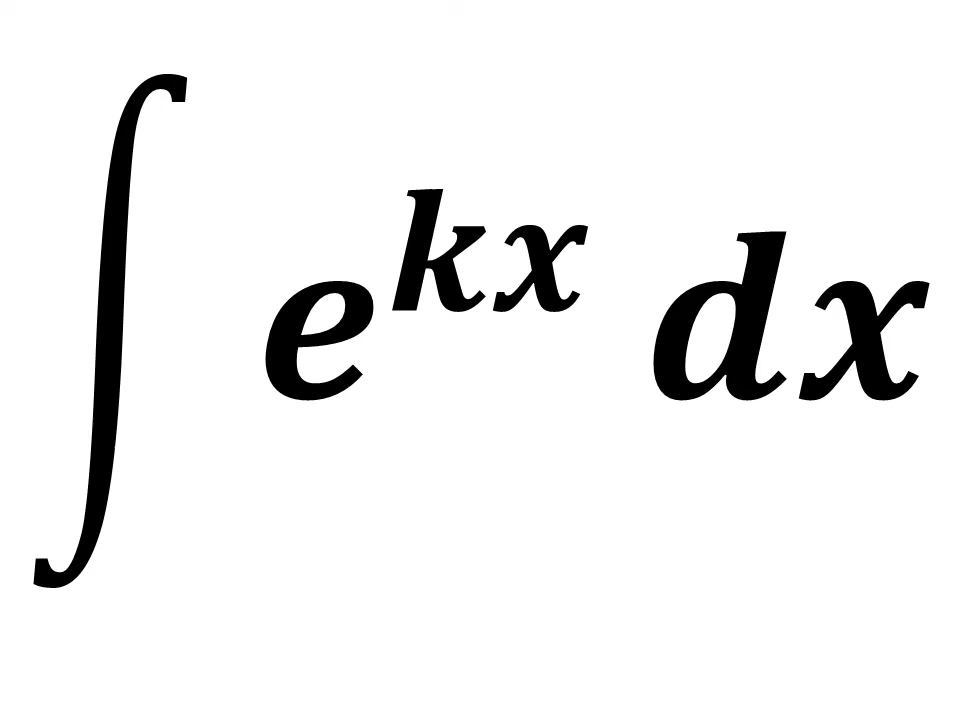 ∫ e^{kx} dx